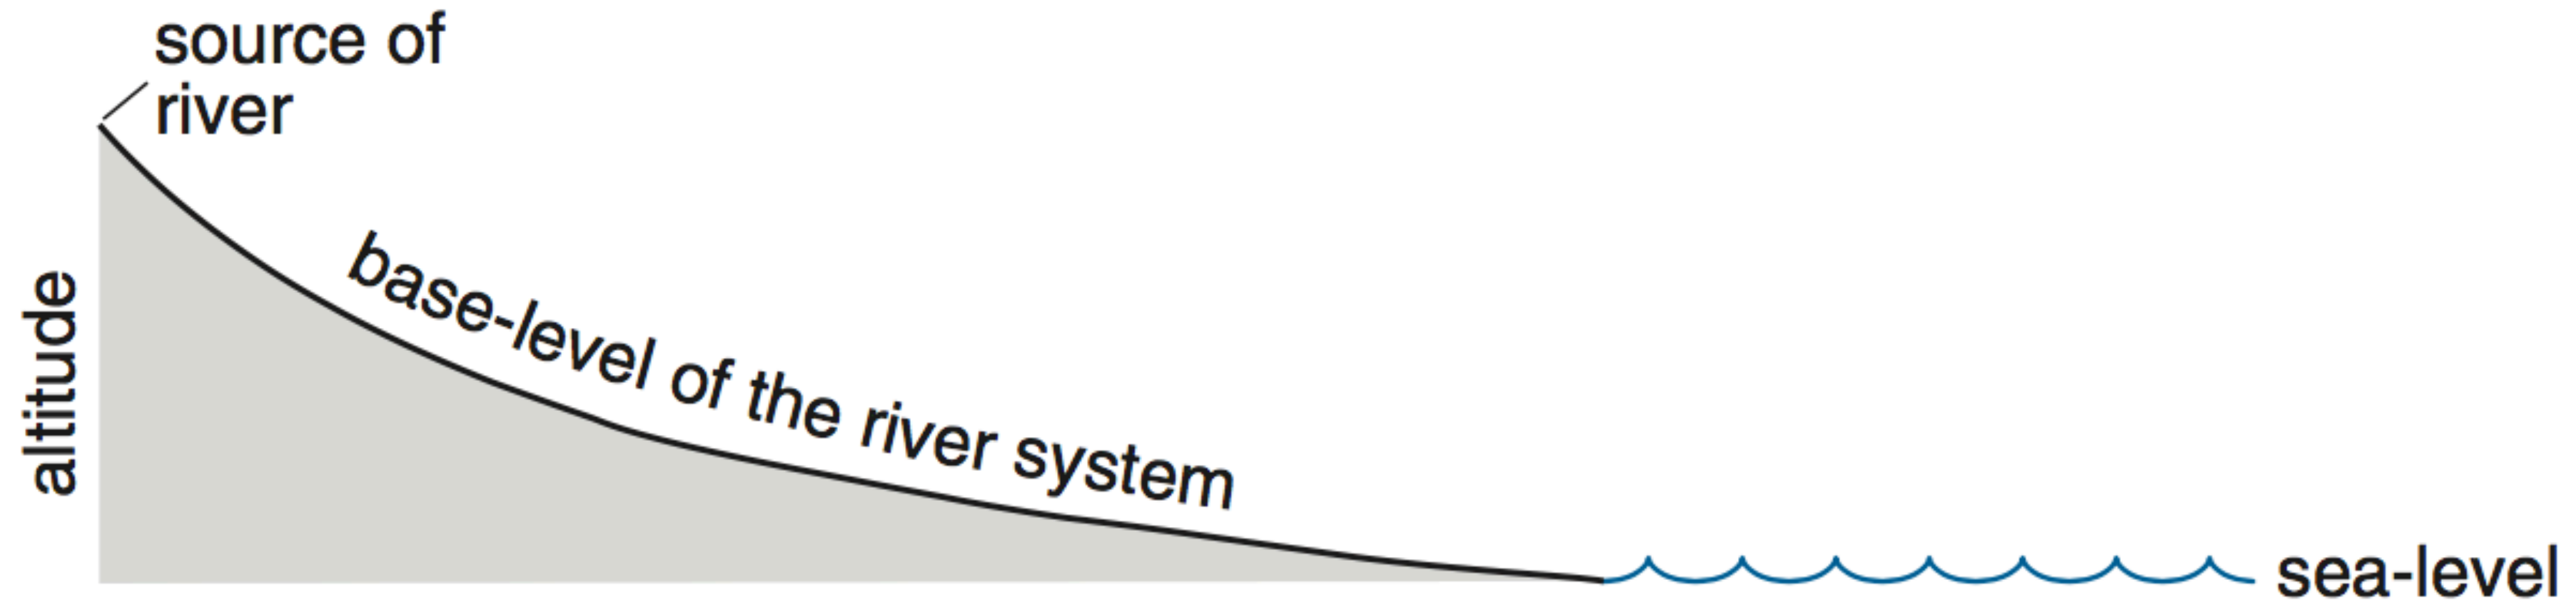 source of
river
altitude
base-level of the river system
sea-level